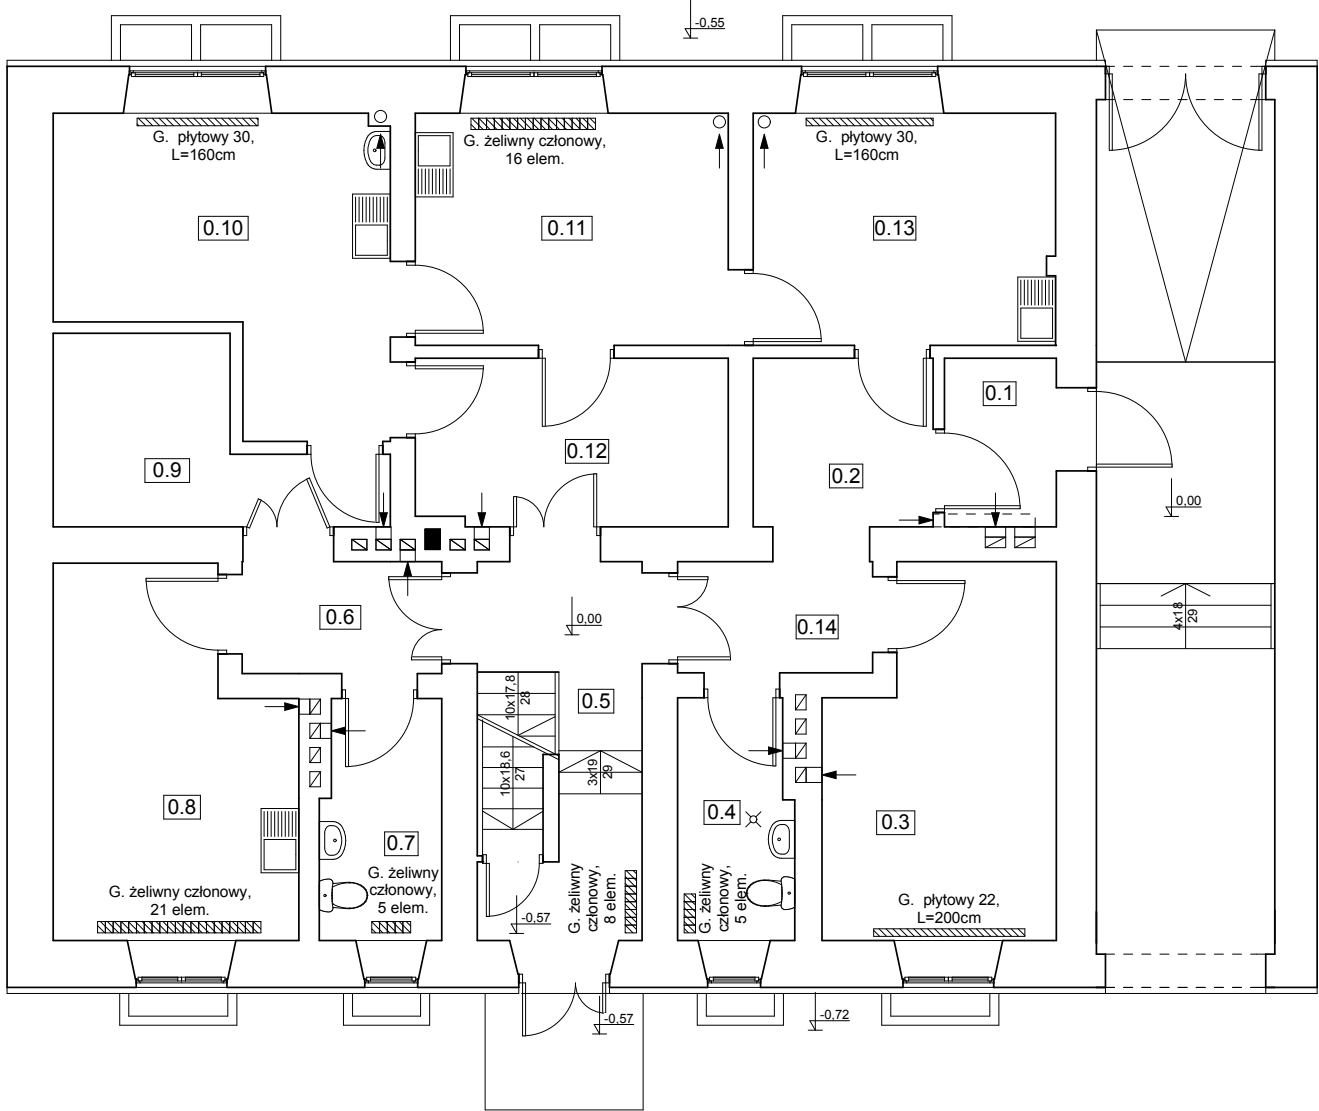 -0,55
G. płytowy 30,
L=160cm
G. żeliwny członowy,
16 elem.
G. płytowy 30,
L=160cm
0.10
0.11
0.13
0.1
0.12
0.9
0.2
0,00
0.6
0,00
0.14
4x18
29
10x17,8
28
0.5
10x18,6
27
3x19
29
0.8
0.7
0.4
0.3
G. żeliwny członowy,
21 elem.
G. żeliwny
członowy,
5 elem.
G. żeliwny
członowy,
8 elem.
G. żeliwny
członowy,
5 elem.
G. płytowy 22,
L=200cm
-0,57
-0,57
-0,72